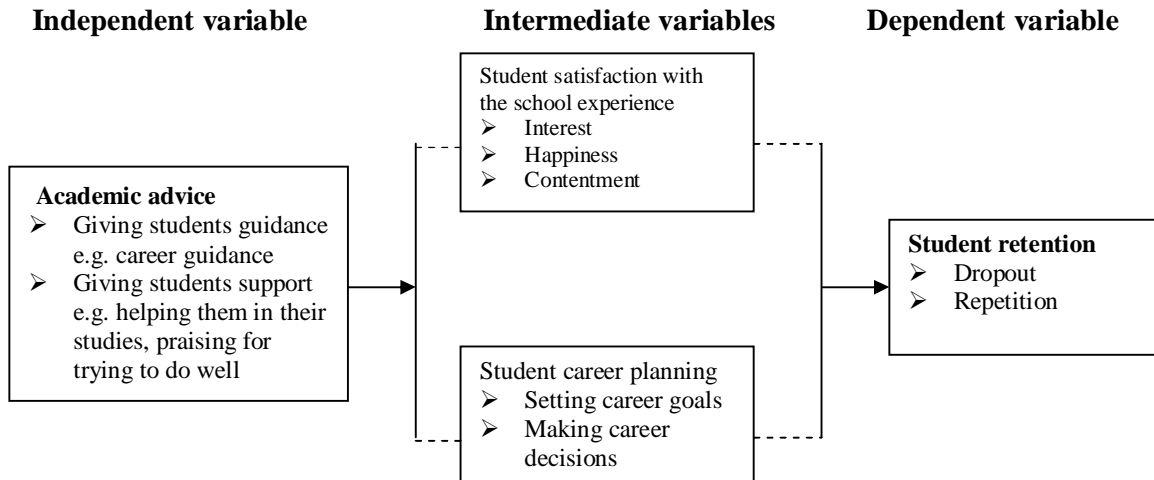 Independent variable
Intermediate variables
Dependent variable
Student satisfaction with
the school experience
➢ Interest
➢ Happiness
➢ Contentment
Academic advice
➢ Giving students guidance
e.g. career guidance
➢ Giving students support
e.g. helping them in their
studies, praising for
trying to do well
Student career planning
➢ Setting career goals
➢ Making career
decisions
Student retention
➢ Dropout
➢ Repetition